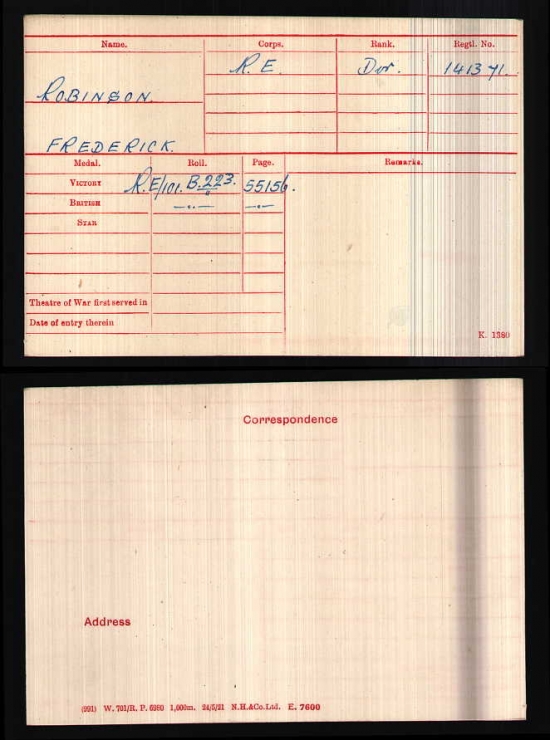 Name. Corps. Rank. Regtl. No.
R.E. Dvr. 141371.
ROBINSON.
FREDERICK.
Medal. Roll. Page. Remarks.
VICTORY R.E/101.B.223. 55156.
BRITISH —..— —..—
STAR
Theatre of War first served in
Date of entry therein
K. 1380
Correspondence
Address
(991) W. 701/R. P. 6980 1,000m. 24/5/21 N.H.&Co.Ltd. E. 7600